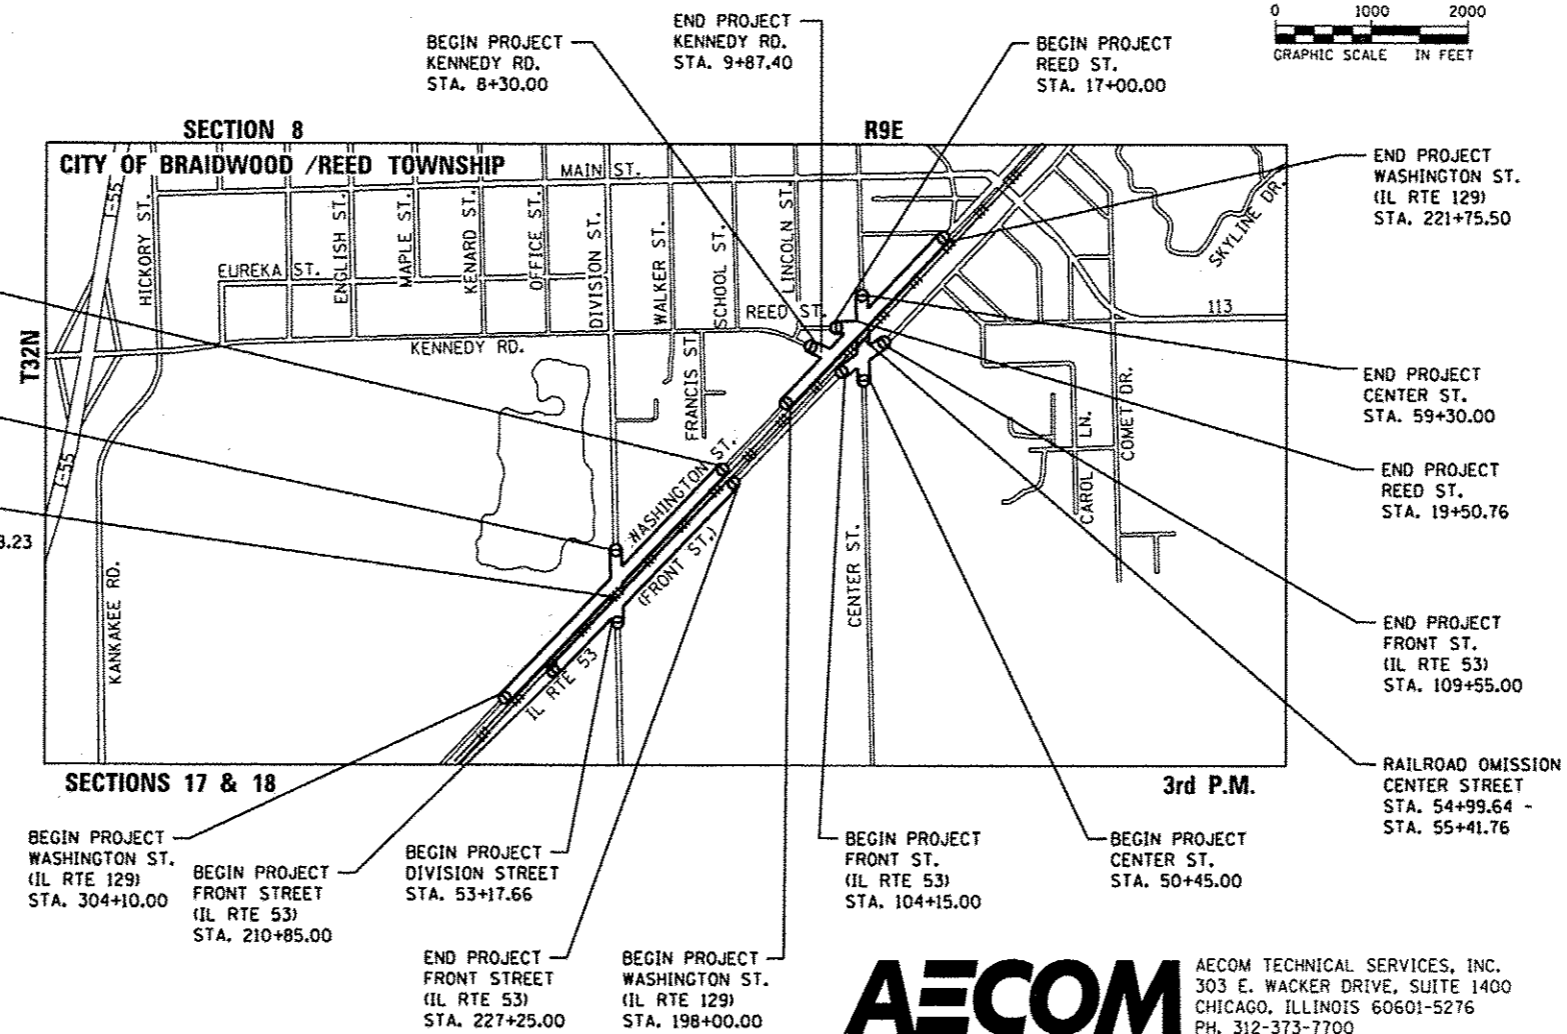 0 1000 2000
GRAPHIC SCALE IN FEET
BEGIN PROJECT
KENNEDY RD.
STA. 8+30.00
END PROJECT
KENNEDY RD.
STA. 9+87.40
BEGIN PROJECT
REED ST.
STA. 17+00.00
SECTION 8
R9E
CITY OF BRAIDWOOD /REED TOWNSHIP
T32N
I-55
I-55
HICKORY ST.
MAIN ST.
EUREKA ST.
ENGLISH ST.
MAPLE ST.
KENARD ST.
OFFICE ST.
DIVISION ST.
WALKER ST.
SCHOOL ST.
LINCOLN ST.
REED ST.
KENNEDY RD.
FRANCIS ST.
SKYLINE DR.
113
COMET DR.
CAROL LN.
WASHINGTON ST.
(FRONT ST.)
CENTER ST.
KANKAKEE RD.
IL RTE 53
8.23
END PROJECT
WASHINGTON ST.
(IL RTE 129)
STA. 221+75.50
END PROJECT
CENTER ST.
STA. 59+30.00
END PROJECT
REED ST.
STA. 19+50.76
END PROJECT
FRONT ST.
(IL RTE 53)
STA. 109+55.00
RAILROAD OMISSION
CENTER STREET
STA. 54+99.64 -
STA. 55+41.76
SECTIONS 17 & 18
3rd P.M.
BEGIN PROJECT
WASHINGTON ST.
(IL RTE 129)
STA. 304+10.00
BEGIN PROJECT
FRONT STREET
(IL RTE 53)
STA. 210+85.00
BEGIN PROJECT
DIVISION STREET
STA. 53+17.66
END PROJECT
FRONT STREET
(IL RTE 53)
STA. 227+25.00
BEGIN PROJECT
WASHINGTON ST.
(IL RTE 129)
STA. 198+00.00
BEGIN PROJECT
FRONT ST.
(IL RTE 53)
STA. 104+15.00
BEGIN PROJECT
CENTER ST.
STA. 50+45.00
AECOM
AECOM TECHNICAL SERVICES, INC.
303 E. WACKER DRIVE, SUITE 1400
CHICAGO, ILLINOIS 60601-5276
PH. 312-373-7700